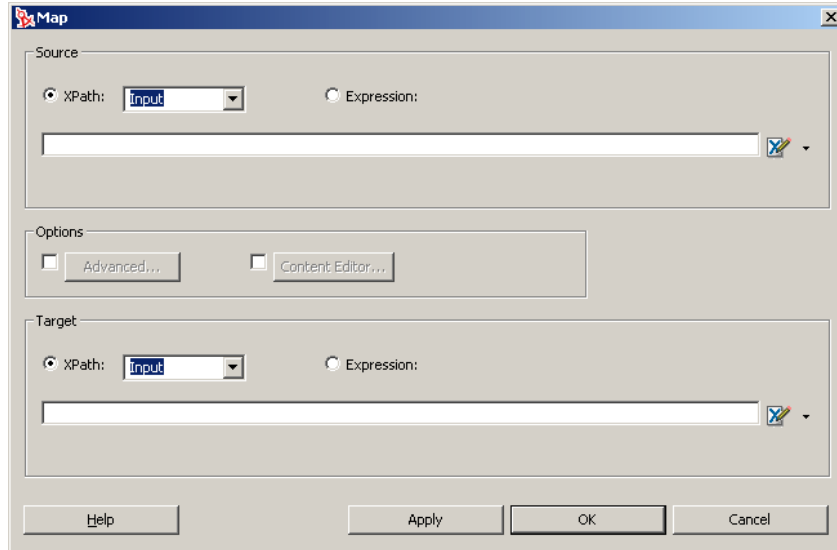 Map
Source
XPath: Input Expression:
Options
Advanced... Content Editor...
Target
XPath: Input Expression:
Help Apply OK Cancel